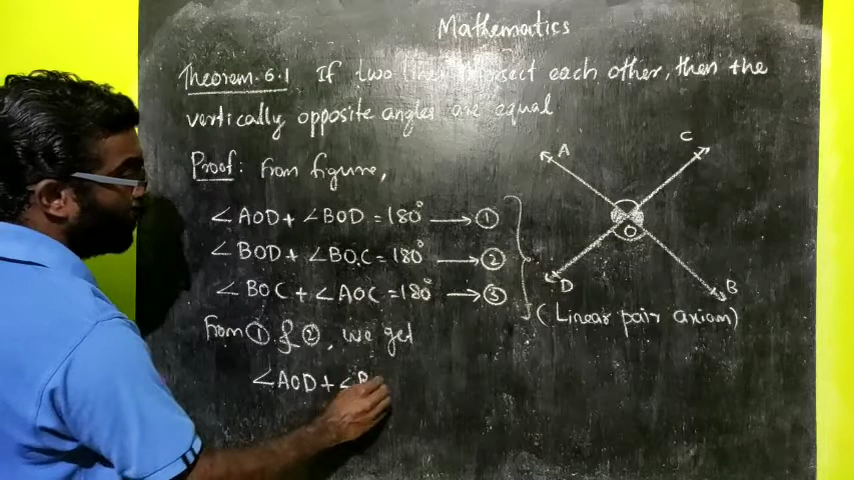 Mathematics
Theorem.6.1 If two lines intersect each other, then the
vertically opposite angles are equal
Proof: From figure,
∠AOD + ∠BOD = 180° → ①
∠BOD + ∠BOC = 180° → ②
∠BOC + ∠AOC = 180° → ③
(Linear pair axiom)
From ① & ②, we get
∠AOD + ∠B
A
C
O
D
B